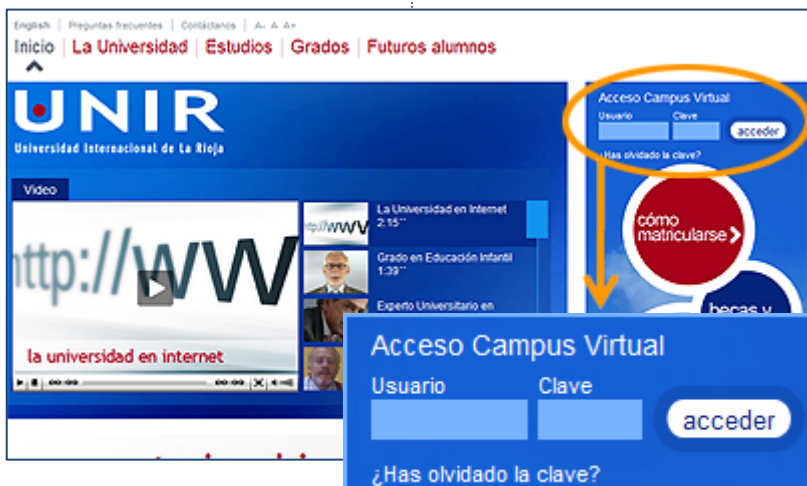 English | Preguntas frecuentes | Contáctanos | A- A A+
Inicio | La Universidad | Estudios | Grados | Futuros alumnos
UNIR
Universidad Internacional de La Rioja
Video
http://WW
la universidad en internet
La Universidad en Internet
2:15''
Grado en Educación Infantil
1:39''
Experto Universitario en
Acceso Campus Virtual
Usuario Clave
acceder
¿Has olvidado la clave?
cómo
matricularse
becas y
Acceso Campus Virtual
Usuario Clave
acceder
¿Has olvidado la clave?